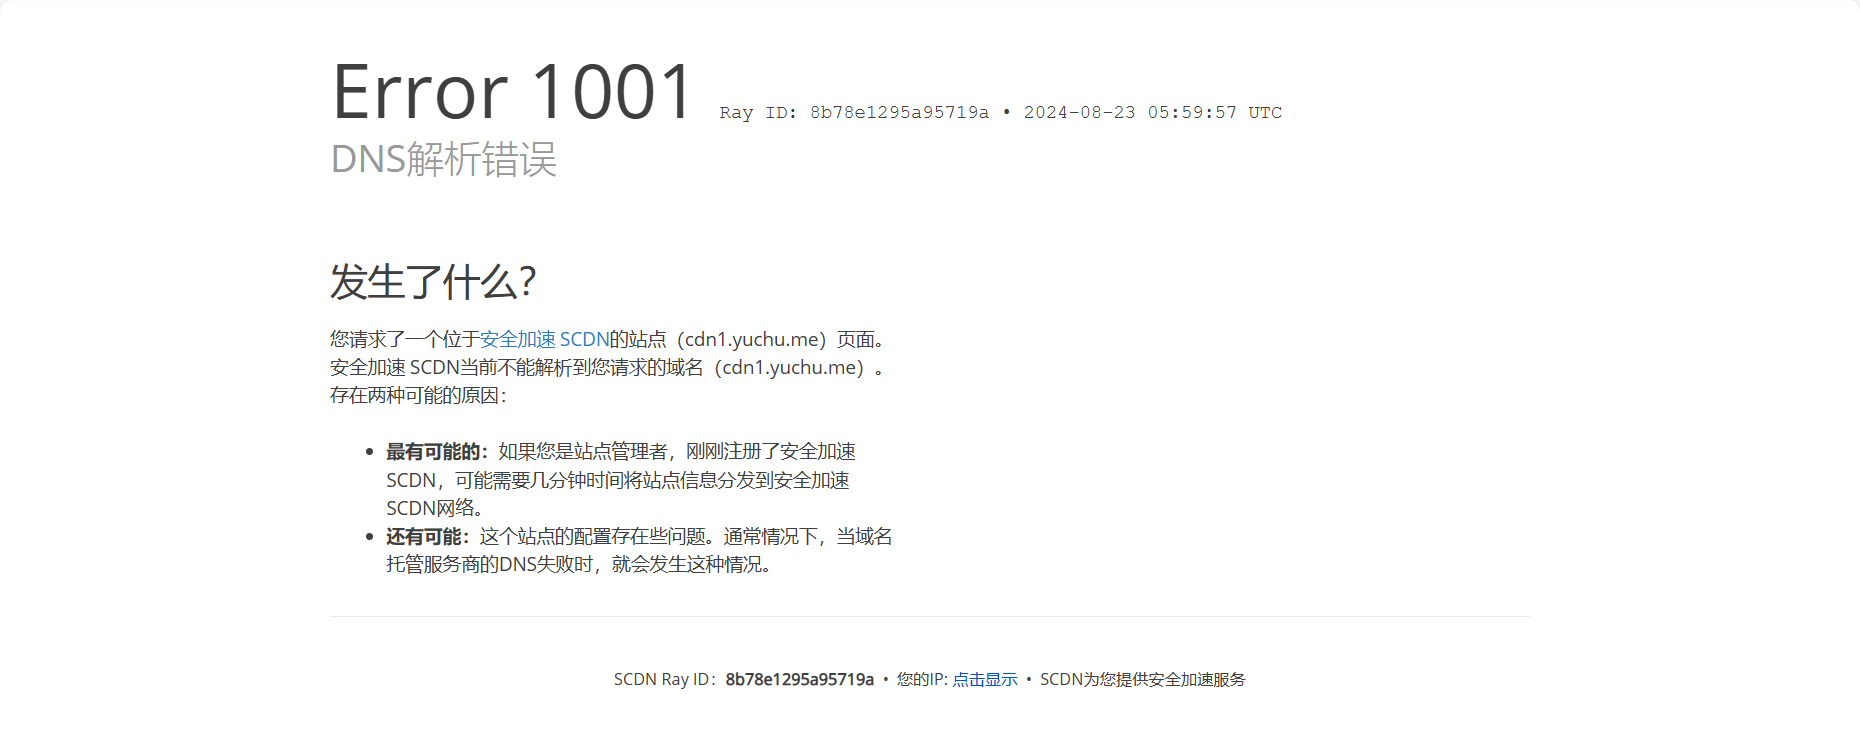 Error 1001 Ray ID: 8b78e1295a95719a • 2024-08-23 05:59:57 UTC
DNS解析错误
发生了什么？
您请求了一个位于安全加速 SCDN的站点（cdn1.yuchu.me）页面。
安全加速 SCDN当前不能解析到您请求的域名（cdn1.yuchu.me）。
存在两种可能的原因：
• 最有可能的：如果您是站点管理者，刚刚注册了安全加速
SCDN，可能需要几分钟时间将站点信息分发到安全加速
SCDN网络。
• 还有可能：这个站点的配置存在些问题。通常情况下，当域名
托管服务商的DNS失败时，就会发生这种情况。
SCDN Ray ID：8b78e1295a95719a • 您的IP: 点击显示 • SCDN为您提供安全加速服务